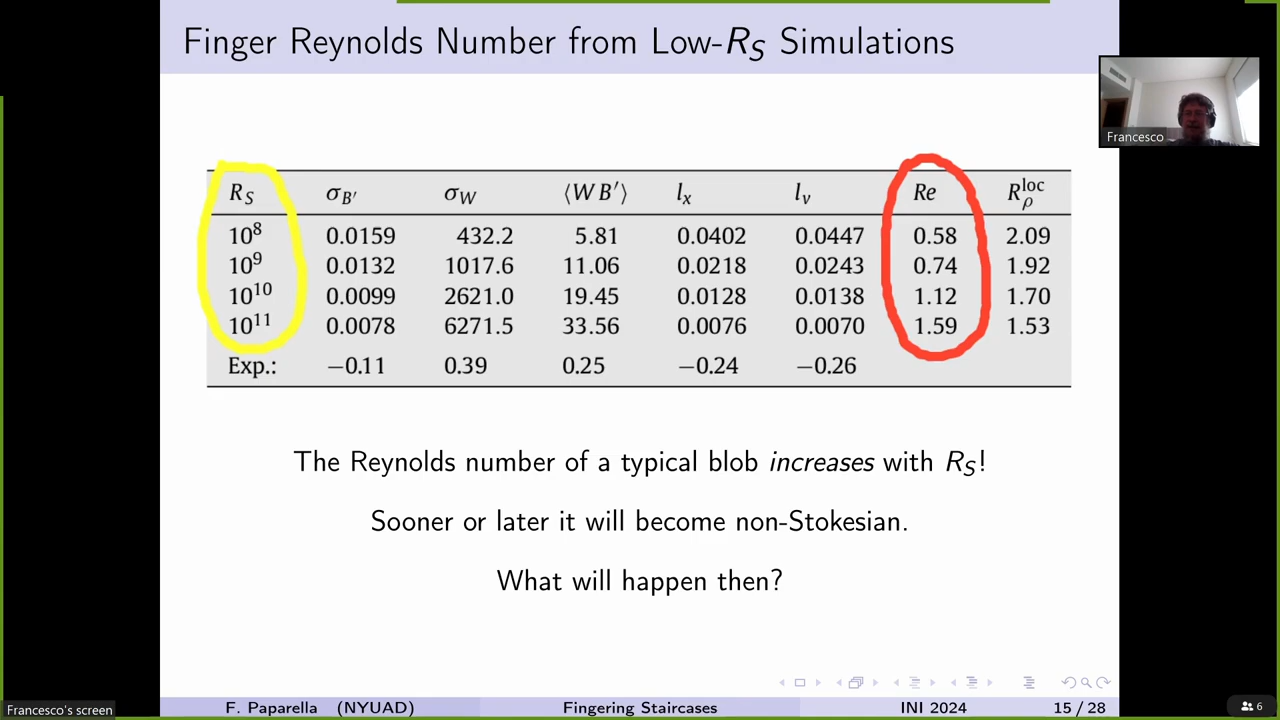 Finger Reynolds Number from Low-R_S Simulations
Francesco
R_S σ_B′ σ_W ⟨W B′⟩ l_x l_v Re R_ρ^loc
10^8 0.0159 432.2 5.81 0.0402 0.0447 0.58 2.09
10^9 0.0132 1017.6 11.06 0.0218 0.0243 0.74 1.92
10^10 0.0099 2621.0 19.45 0.0128 0.0138 1.12 1.70
10^11 0.0078 6271.5 33.56 0.0076 0.0070 1.59 1.53
Exp.: −0.11 0.39 0.25 −0.24 −0.26
The Reynolds number of a typical blob increases with R_S!
Sooner or later it will become non-Stokesian.
What will happen then?
F. Paparella (NYUAD) Fingering Staircases INI 2024 15 / 28
Francesco's screen
6